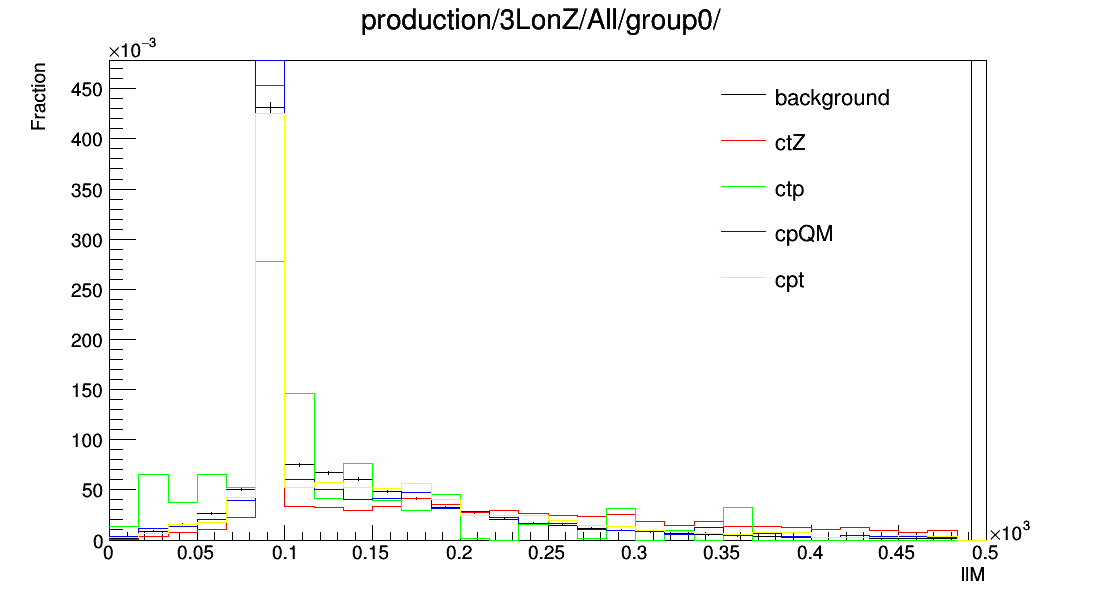 production/3LonZ/All/group0/
×10⁻³
Fraction
450
400
350
300
250
200
150
100
50
0
background
ctZ
ctp
cpQM
cpt
0 0.05 0.1 0.15 0.2 0.25 0.3 0.35 0.4 0.45 0.5
×10³
llM